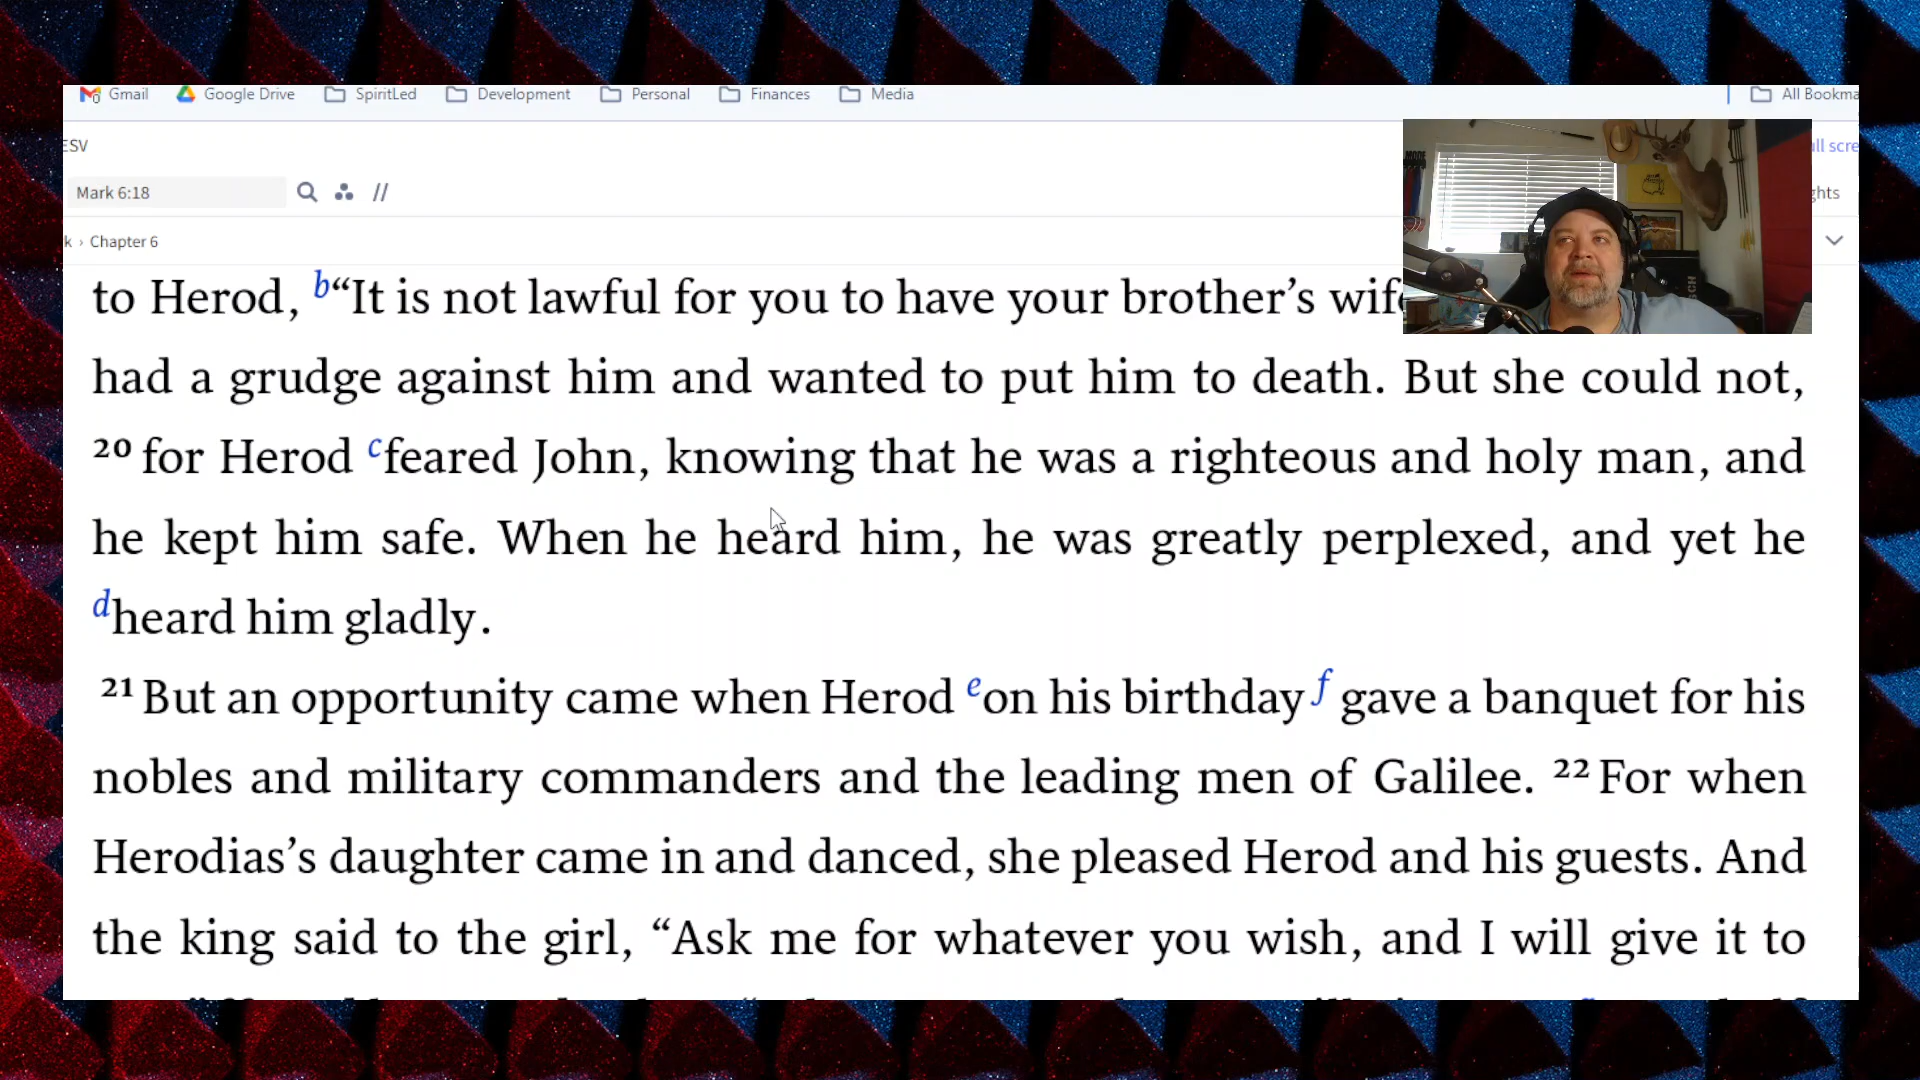 Gmail Google Drive SpiritLed Development Personal Finances Media All Bookma
ESV
ll scre
Mark 6:18 //
ghts
k › Chapter 6
to Herod, b“It is not lawful for you to have your brother’s wife
had a grudge against him and wanted to put him to death. But she could not,
20 for Herod cfeared John, knowing that he was a righteous and holy man, and
he kept him safe. When he heard him, he was greatly perplexed, and yet he
dheard him gladly.
21 But an opportunity came when Herod eon his birthday f gave a banquet for his
nobles and military commanders and the leading men of Galilee. 22 For when
Herodias’s daughter came in and danced, she pleased Herod and his guests. And
the king said to the girl, “Ask me for whatever you wish, and I will give it to